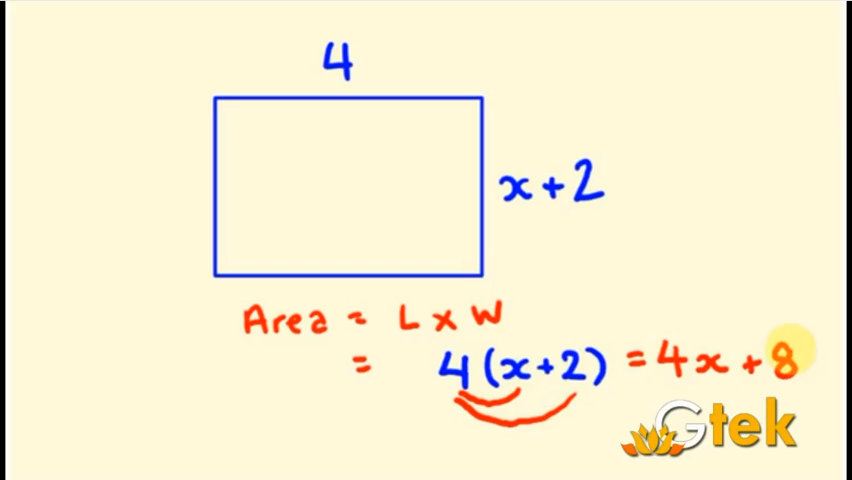 4
x+2
Area = L x W
= 4(x+2) = 4x+8
Gtek